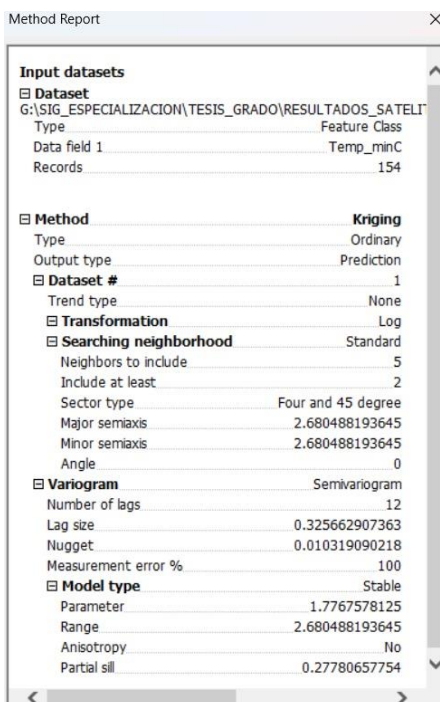 Method Report
Input datasets
Dataset
G:\SIG_ESPECIALIZACION\TESIS_GRADO\RESULTADOS_SATELIT
Type Feature Class
Data field 1 Temp_minC
Records 154
Method Kriging
Type Ordinary
Output type Prediction
Dataset # 1
Trend type None
Transformation Log
Searching neighborhood Standard
Neighbors to include 5
Include at least 2
Sector type Four and 45 degree
Major semiaxis 2.680488193645
Minor semiaxis 2.680488193645
Angle 0
Variogram Semivariogram
Number of lags 12
Lag size 0.325662907363
Nugget 0.010319090218
Measurement error % 100
Model type Stable
Parameter 1.7767578125
Range 2.680488193645
Anisotropy No
Partial sill 0.27780657754